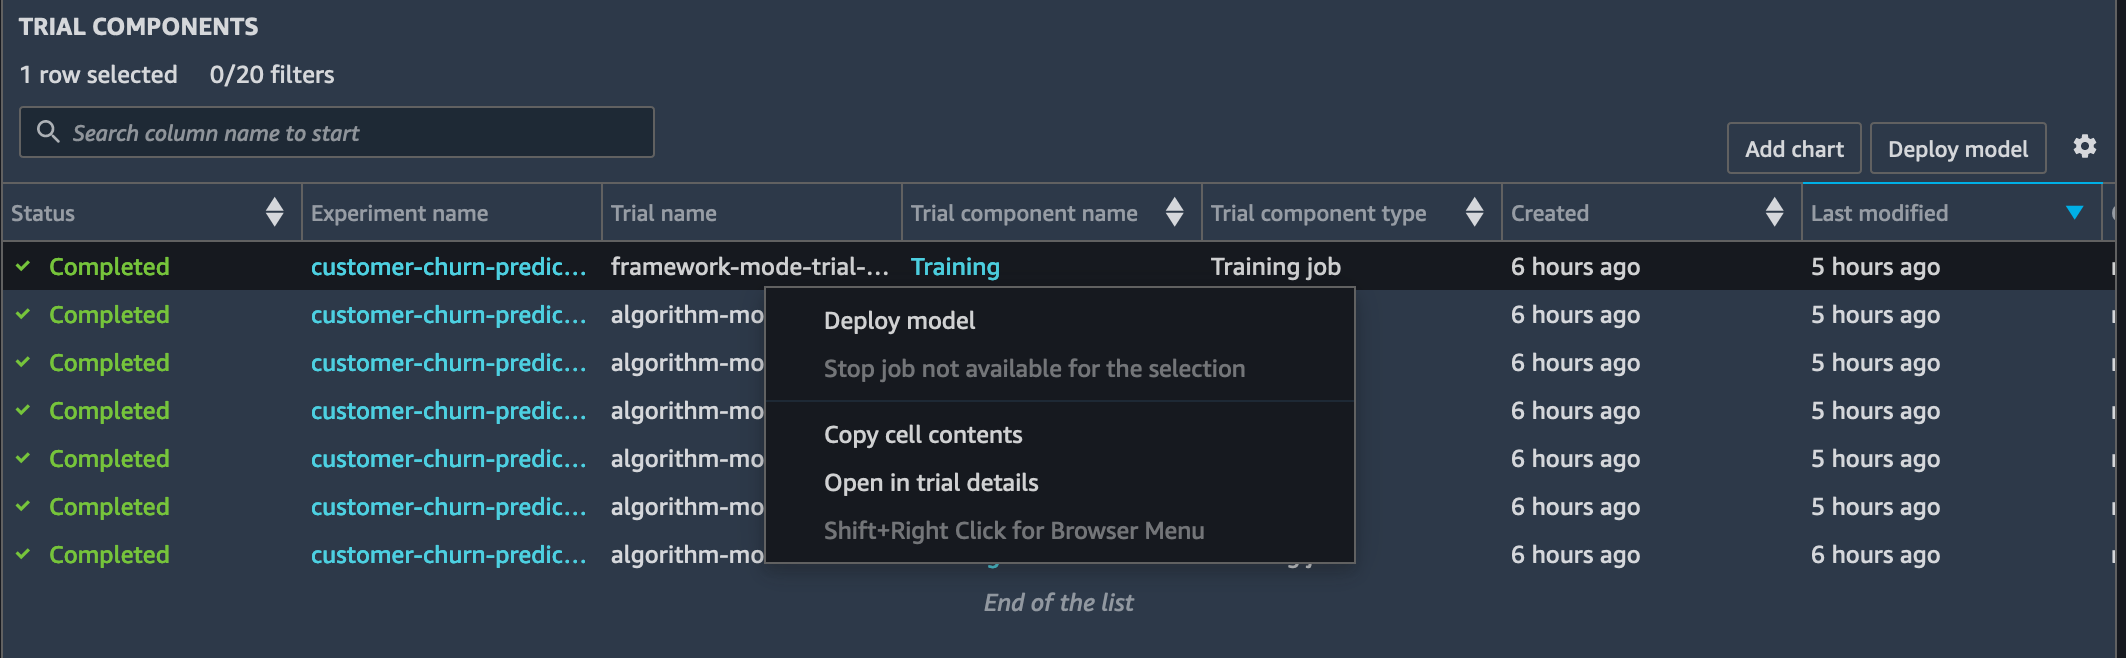 TRIAL COMPONENTS
1 row selected 0/20 filters
Search column name to start
Add chart Deploy model
Status Experiment name Trial name Trial component name Trial component type Created Last modified
Completed customer-churn-predic... framework-mode-trial-... Training Training job 6 hours ago 5 hours ago
Completed customer-churn-predic... algorithm-mo 6 hours ago 5 hours ago
Deploy model
Completed customer-churn-predic... algorithm-mo 6 hours ago 5 hours ago
Stop job not available for the selection
Completed customer-churn-predic... algorithm-mo 6 hours ago 5 hours ago
Copy cell contents
Completed customer-churn-predic... algorithm-mo 6 hours ago 5 hours ago
Open in trial details
Completed customer-churn-predic... algorithm-mo 6 hours ago 5 hours ago
Shift+Right Click for Browser Menu
Completed customer-churn-predic... algorithm-mo 6 hours ago 6 hours ago
End of the list